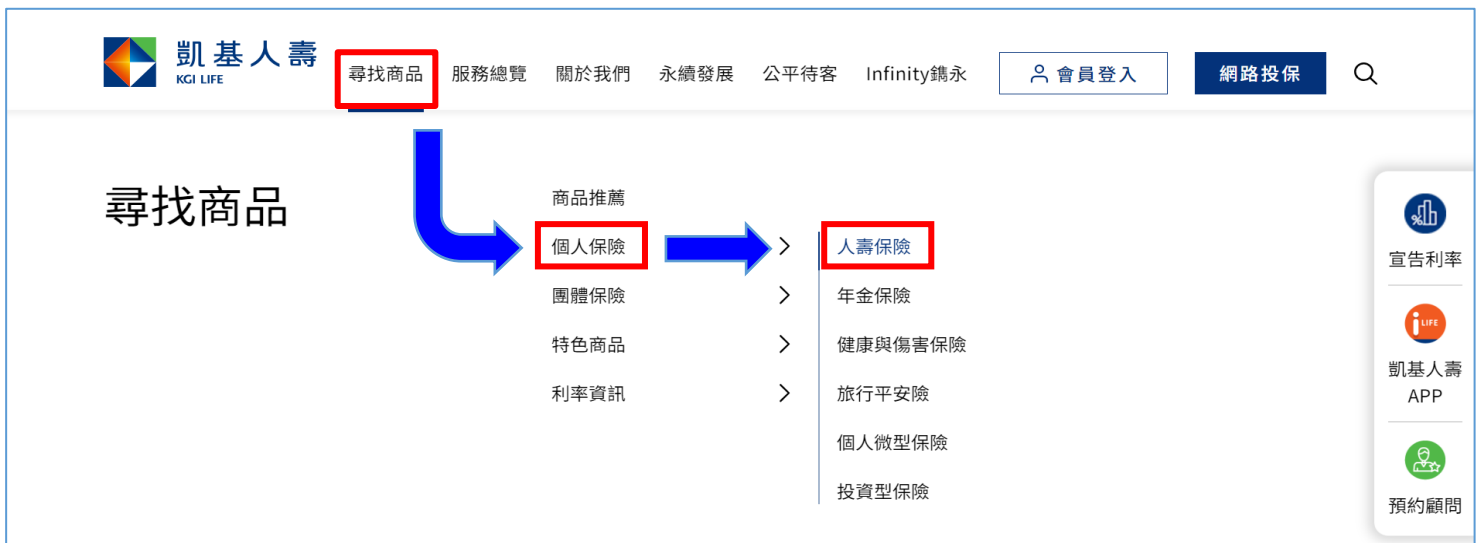 凱基人壽
KGI LIFE
尋找商品 服務總覽 關於我們 永續發展 公平待客 Infinity鐫永 會員登入 網路投保
尋找商品
商品推薦
個人保險
團體保險
特色商品
利率資訊
人壽保險
年金保險
健康與傷害保險
旅行平安險
個人微型保險
投資型保險
%
宣告利率
i LIFE
凱基人壽
APP
預約顧問